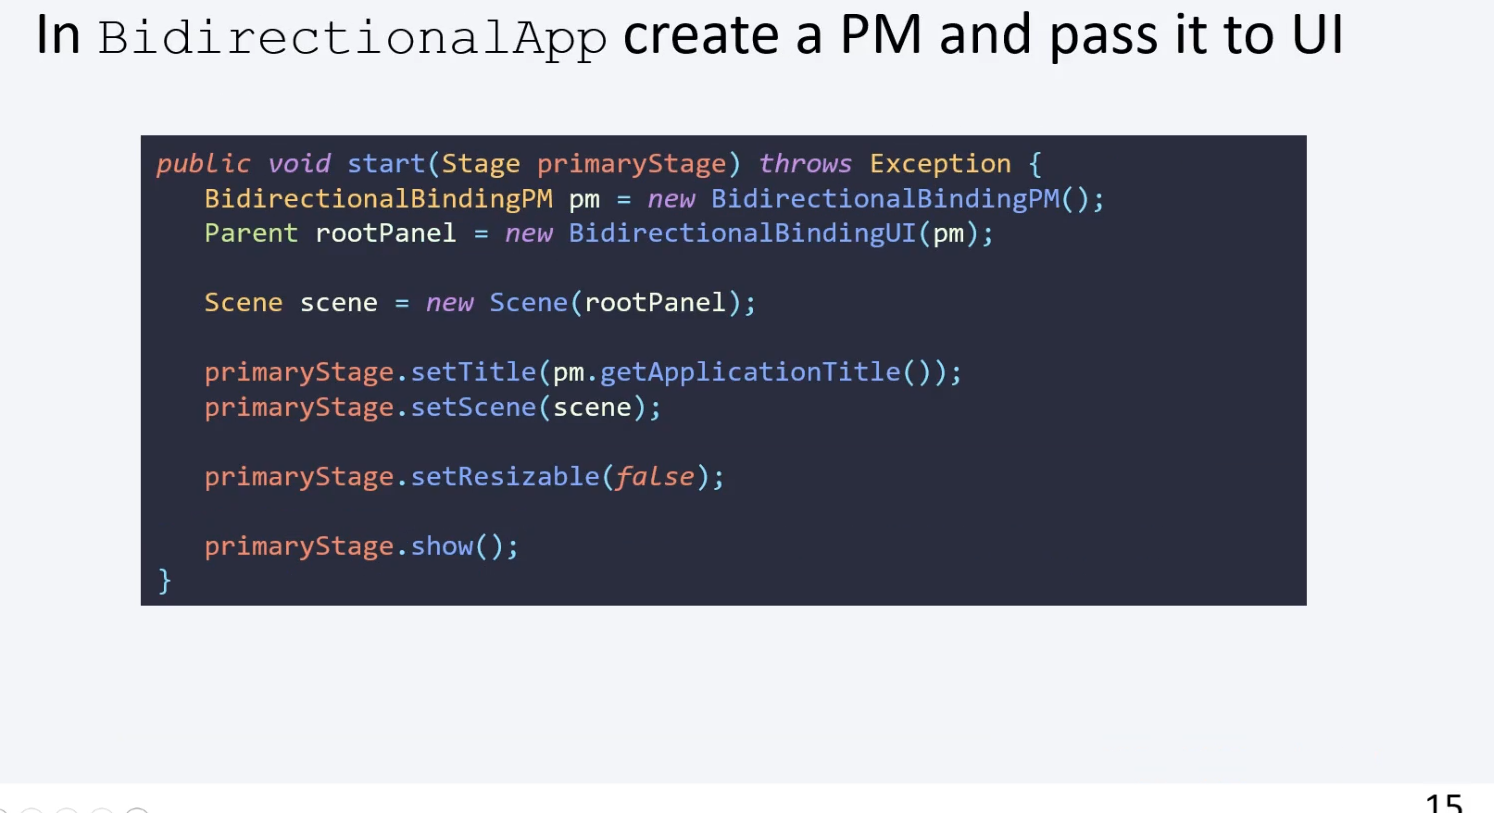 In BidirectionalApp create a PM and pass it to UI
public void start(Stage primaryStage) throws Exception {
BidirectionalBindingPM pm = new BidirectionalBindingPM();
Parent rootPanel = new BidirectionalBindingUI(pm);
Scene scene = new Scene(rootPanel);
primaryStage.setTitle(pm.getApplicationTitle());
primaryStage.setScene(scene);
primaryStage.setResizable(false);
primaryStage.show();
}
15